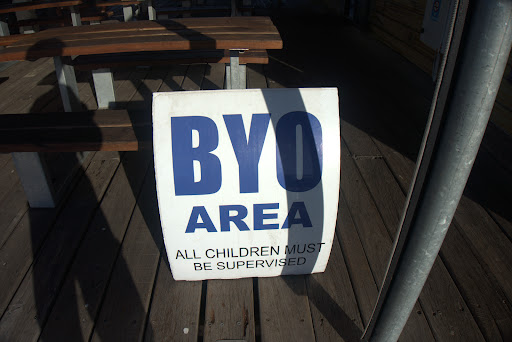 BYO
AREA
ALL CHILDREN MUST
BE SUPERVISED